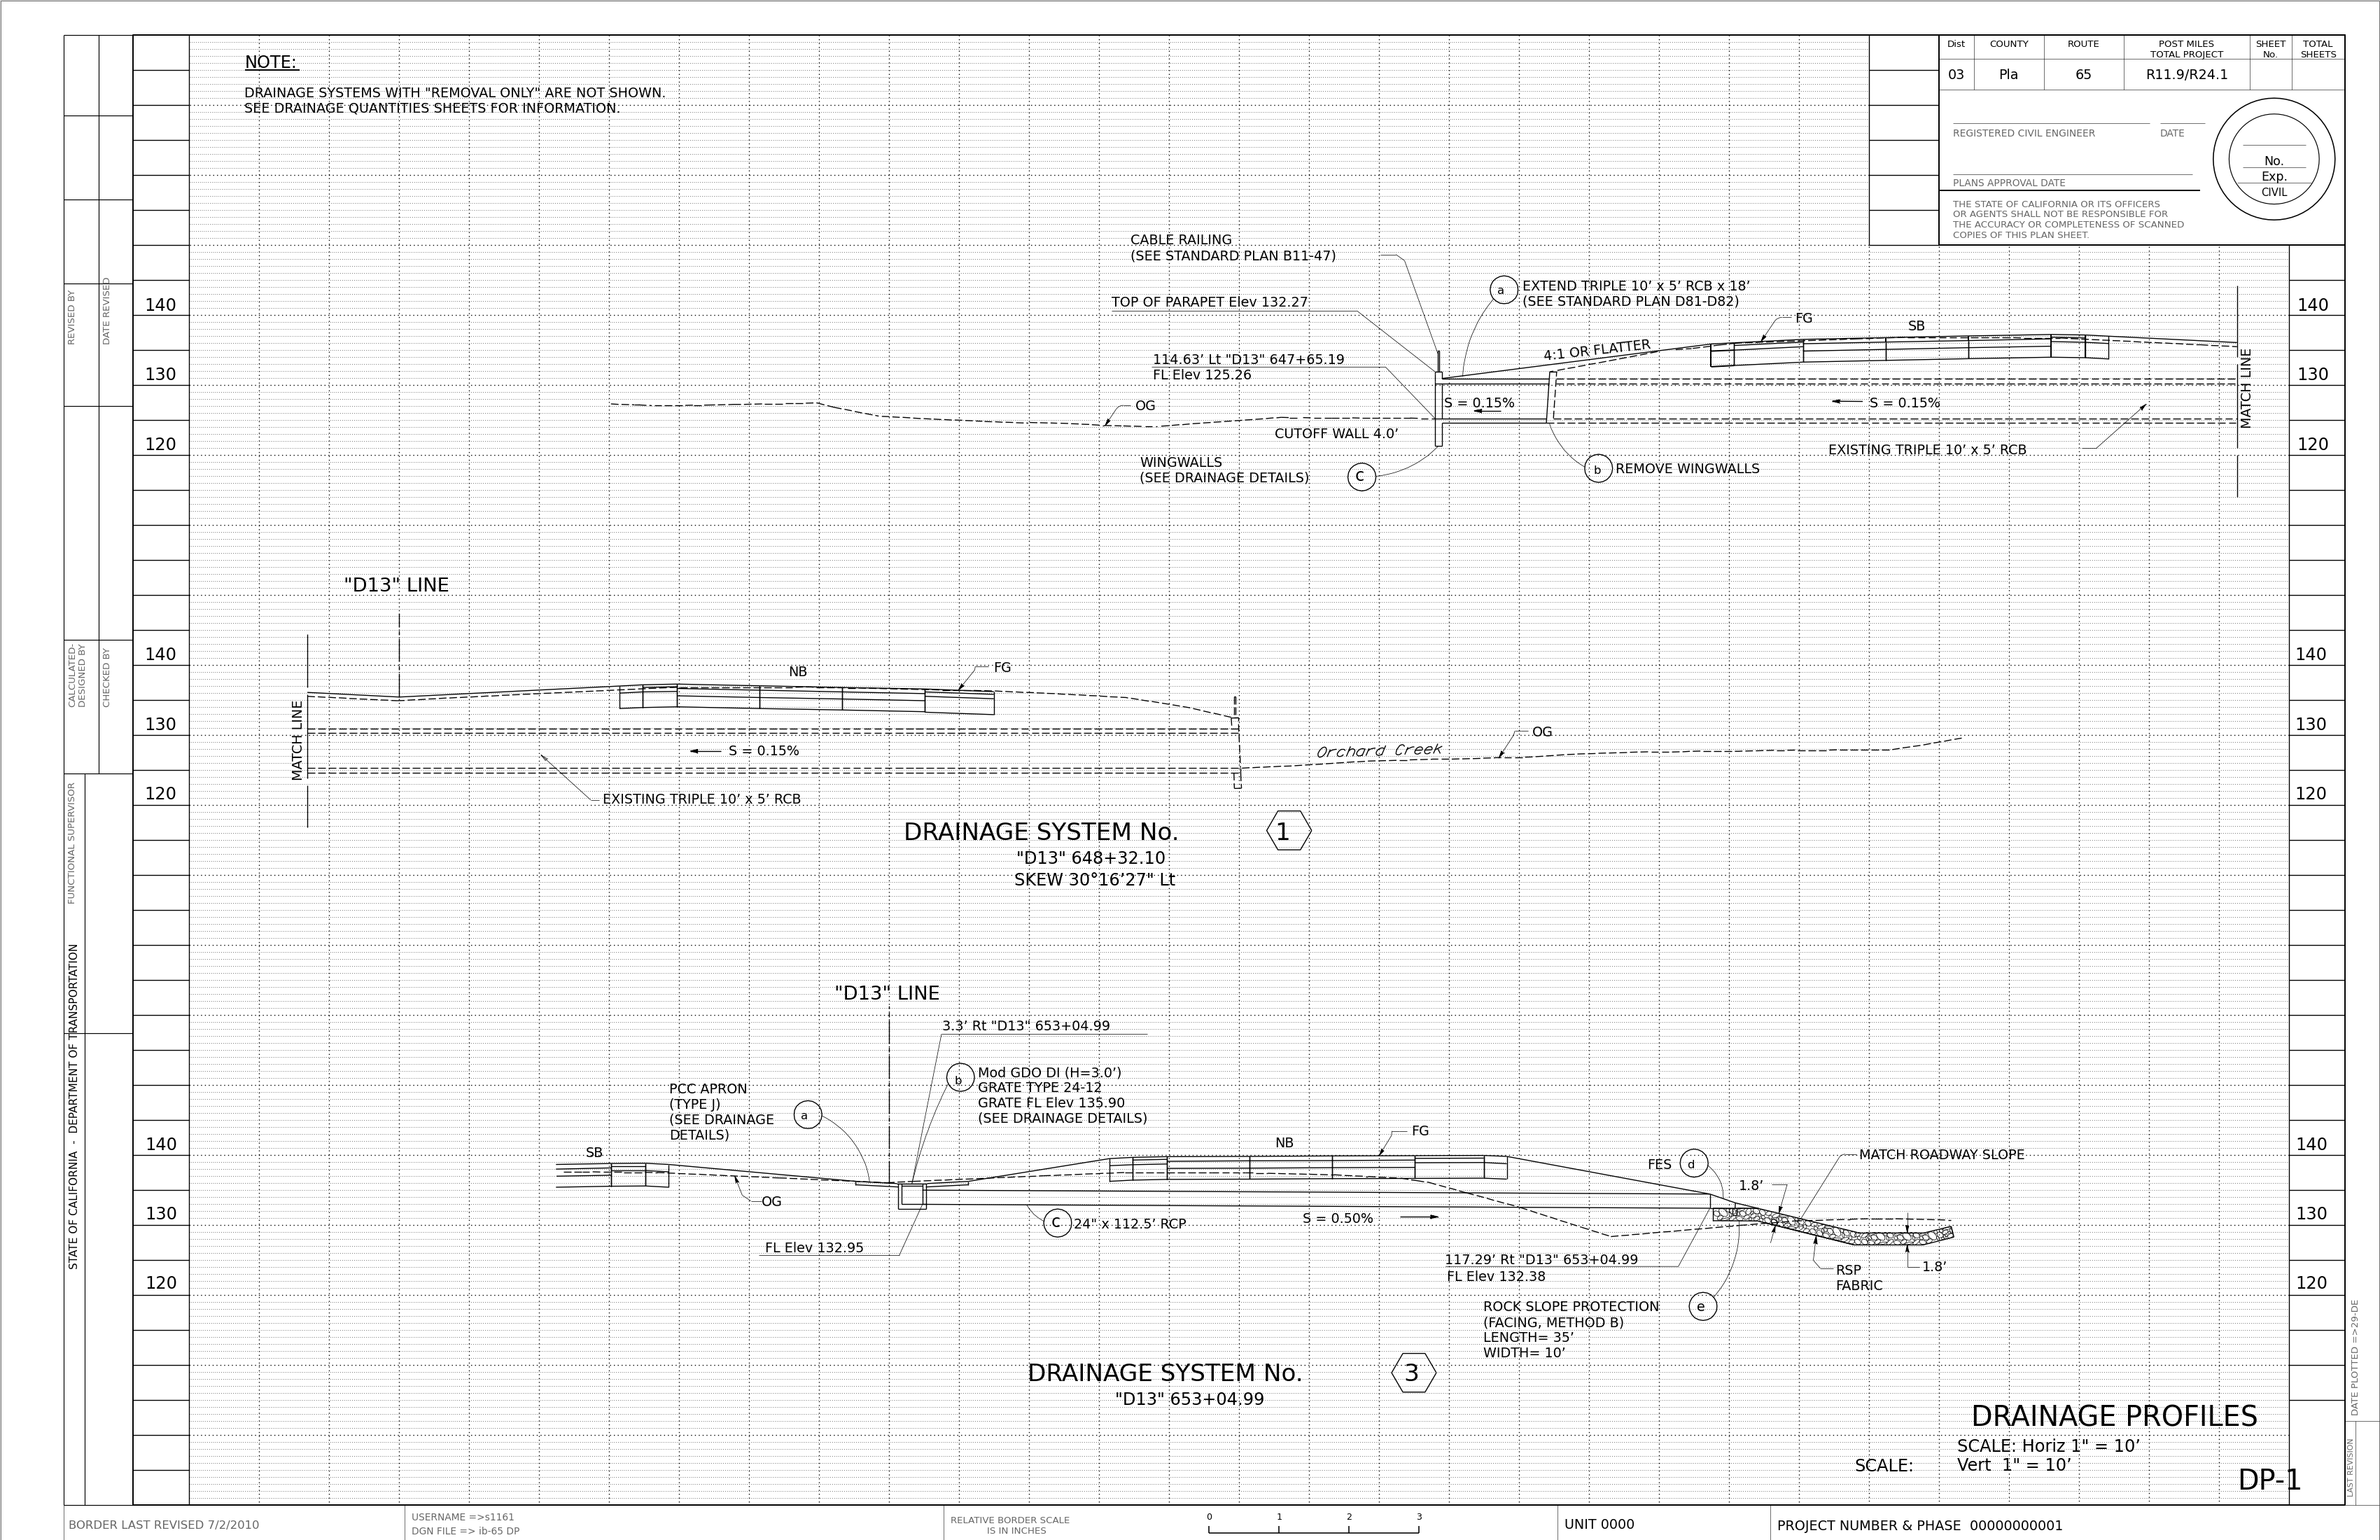 NOTE:
DRAINAGE SYSTEMS WITH "REMOVAL ONLY" ARE NOT SHOWN.
SEE DRAINAGE QUANTITIES SHEETS FOR INFORMATION.
Dist COUNTY ROUTE POST MILES TOTAL PROJECT SHEET No. TOTAL SHEETS
03 Pla 65 R11.9/R24.1
REGISTERED CIVIL ENGINEER DATE
PLANS APPROVAL DATE
No.
Exp.
CIVIL
THE STATE OF CALIFORNIA OR ITS OFFICERS
OR AGENTS SHALL NOT BE RESPONSIBLE FOR
THE ACCURACY OR COMPLETENESS OF SCANNED
COPIES OF THIS PLAN SHEET.
REVISED BY
DATE REVISED
CALCULATED-
DESIGNED BY
CHECKED BY
FUNCTIONAL SUPERVISOR
STATE OF CALIFORNIA - DEPARTMENT OF TRANSPORTATION
CABLE RAILING
(SEE STANDARD PLAN B11-47)
TOP OF PARAPET Elev 132.27
a EXTEND TRIPLE 10’ x 5’ RCB x 18’
(SEE STANDARD PLAN D81-D82)
114.63’ Lt "D13" 647+65.19
FL Elev 125.26
4:1 OR FLATTER
FG
SB
OG
S = 0.15%
S = 0.15%
CUTOFF WALL 4.0’
WINGWALLS
(SEE DRAINAGE DETAILS)
C
b REMOVE WINGWALLS
EXISTING TRIPLE 10’ x 5’ RCB
MATCH LINE
140
130
120
140
130
120
"D13" LINE
140
130
120
MATCH LINE
NB
FG
S = 0.15%
EXISTING TRIPLE 10’ x 5’ RCB
Orchard Creek
OG
140
130
120
DRAINAGE SYSTEM No. 1
"D13" 648+32.10
SKEW 30°16’27" Lt
"D13" LINE
3.3’ Rt "D13" 653+04.99
b Mod GDO DI (H=3.0’)
GRATE TYPE 24-12
GRATE FL Elev 135.90
(SEE DRAINAGE DETAILS)
PCC APRON
(TYPE J)
(SEE DRAINAGE
DETAILS)
a
140
130
120
SB
OG
NB
FG
FES d
MATCH ROADWAY SLOPE
1.8’
C 24" x 112.5’ RCP
S = 0.50%
FL Elev 132.95
117.29’ Rt "D13" 653+04.99
FL Elev 132.38
RSP
FABRIC
1.8’
ROCK SLOPE PROTECTION
(FACING, METHOD B)
LENGTH= 35’
WIDTH= 10’
e
140
130
120
DRAINAGE SYSTEM No. 3
"D13" 653+04.99
DRAINAGE PROFILES
SCALE: Horiz 1" = 10’
SCALE: Vert 1" = 10’
DP-1
DATE PLOTTED =>29-DE
LAST REVISION
BORDER LAST REVISED 7/2/2010
USERNAME =>s1161
DGN FILE => ib-65 DP
RELATIVE BORDER SCALE
IS IN INCHES
0 1 2 3
UNIT 0000
PROJECT NUMBER & PHASE 00000000001